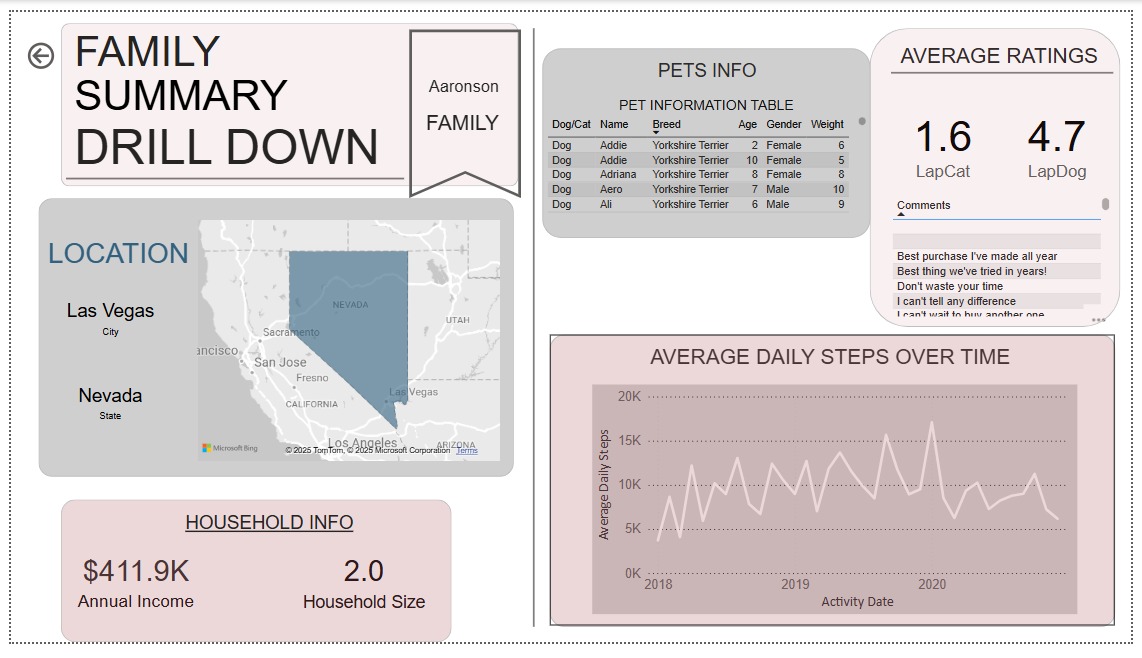 FAMILY
SUMMARY
DRILL DOWN
Aaronson
FAMILY
LOCATION
Las Vegas
City
Nevada
State
NEVADA
UTAH
Sacramento
ancisco
San Jose
Fresno
Las Vegas
CALIFORNIA
Los Angeles
ARIZONA
Microsoft Bing
© 2025 TomTom, © 2025 Microsoft Corporation Terms
HOUSEHOLD INFO
$411.9K
Annual Income
2.0
Household Size
PETS INFO
PET INFORMATION TABLE
Dog/Cat Name Breed Age Gender Weight
Dog Addie Yorkshire Terrier 2 Female 6
Dog Addie Yorkshire Terrier 10 Female 5
Dog Adriana Yorkshire Terrier 8 Female 8
Dog Aero Yorkshire Terrier 7 Male 10
Dog Ali Yorkshire Terrier 6 Male 9
AVERAGE RATINGS
1.6
LapCat
4.7
LapDog
Comments
Best purchase I've made all year
Best thing we've tried in years!
Don't waste your time
I can't tell any difference
I can't wait to buy another one
AVERAGE DAILY STEPS OVER TIME
Average Daily Steps
20K
15K
10K
5K
0K
2018 2019 2020
Activity Date